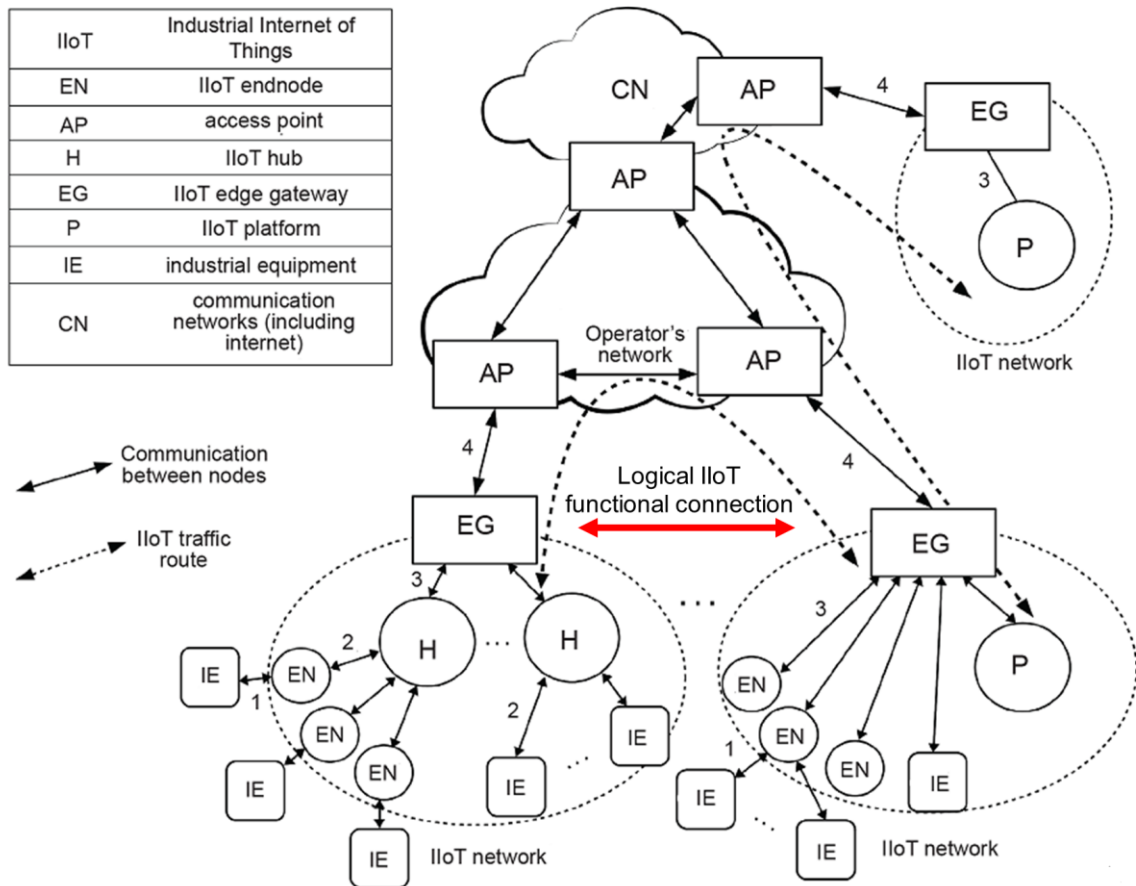 IIoT Industrial Internet of
Things
EN IIoT endnode
AP access point
H IIoT hub
EG IIoT edge gateway
P IIoT platform
IE industrial equipment
CN communication
networks (including
internet)
CN
AP
4
EG
AP
3
P
IIoT network
Operator's
network
AP
AP
Communication
between nodes
4
4
Logical IIoT
functional connection
IIoT traffic
route
EG
EG
3
3
...
2
H
...
H
P
IE
EN
EN
1
2
EN
IE
1
EN
EN
EN
IE
IE
...
IE
IE
...
IE
IE
IIoT network
IE
IIoT network